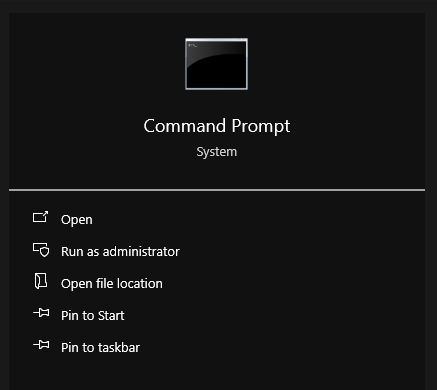 Command Prompt
System
Open
Run as administrator
Open file location
Pin to Start
Pin to taskbar